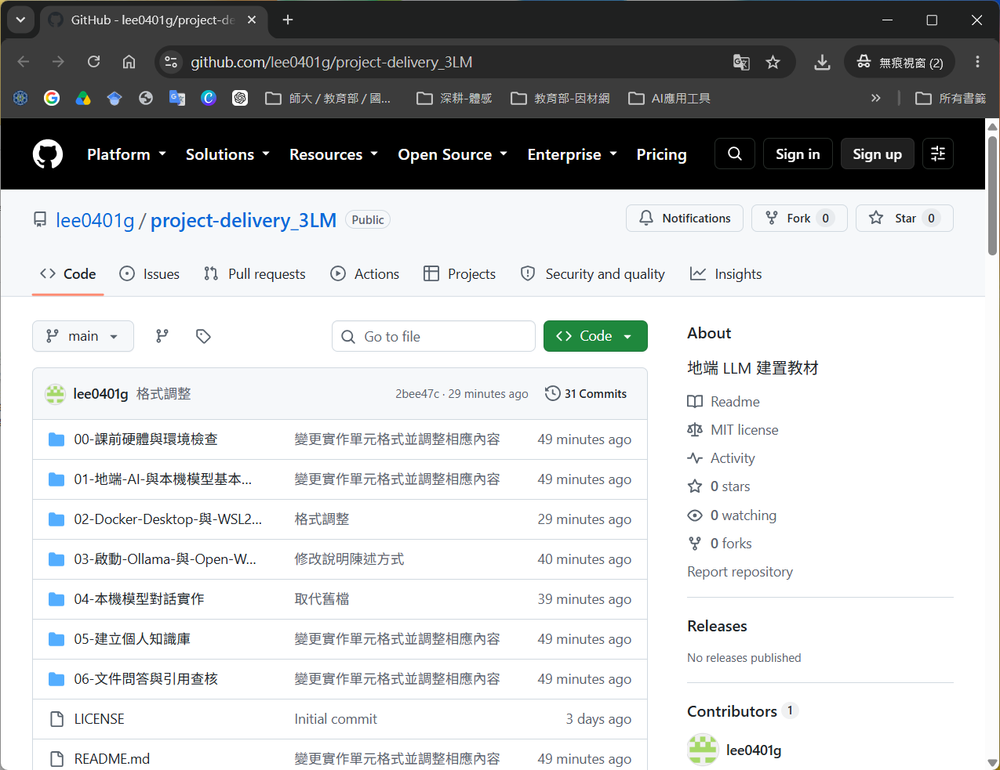 GitHub - lee0401g/project-de
github.com/lee0401g/project-delivery_3LM
無痕視窗 (2)
師大 / 教育部 / 國...
深耕-體感
教育部-因材網
AI應用工具
所有書籤
Platform
Solutions
Resources
Open Source
Enterprise
Pricing
Sign in
Sign up
lee0401g / project-delivery_3LM Public
Notifications
Fork 0
Star 0
Code
Issues
Pull requests
Actions
Projects
Security and quality
Insights
main
Go to file
Code
lee0401g 格式調整 2bee47c · 29 minutes ago 31 Commits
00-課前硬體與環境檢查 變更實作單元格式並調整相應內容 49 minutes ago
01-地端-AI-與本機模型基本... 變更實作單元格式並調整相應內容 49 minutes ago
02-Docker-Desktop-與-WSL2... 格式調整 29 minutes ago
03-啟動-Ollama-與-Open-W... 修改說明陳述方式 40 minutes ago
04-本機模型對話實作 取代舊檔 39 minutes ago
05-建立個人知識庫 變更實作單元格式並調整相應內容 49 minutes ago
06-文件問答與引用查核 變更實作單元格式並調整相應內容 49 minutes ago
LICENSE Initial commit 3 days ago
README.md 變更實作單元格式並調整相應內容 49 minutes ago
About
地端 LLM 建置教材
Readme
MIT license
Activity
0 stars
0 watching
0 forks
Report repository
Releases
No releases published
Contributors 1
lee0401g